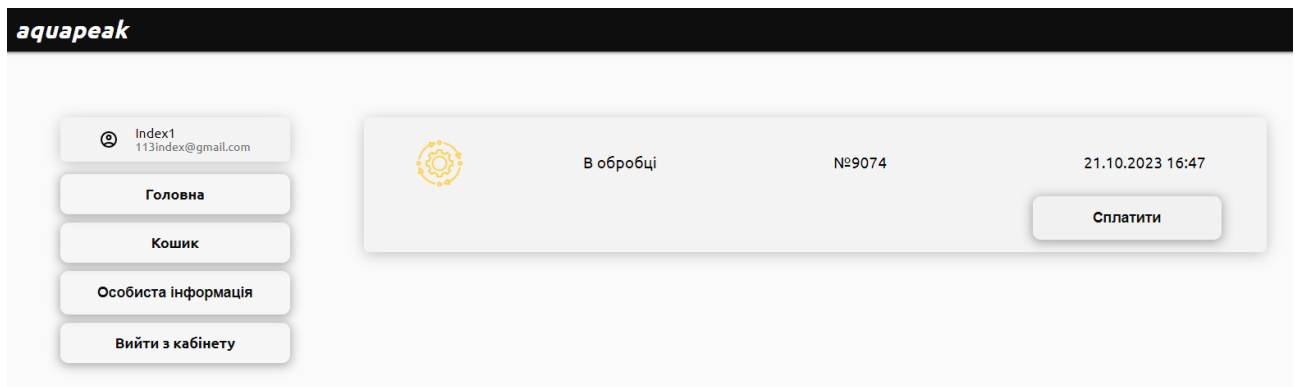 aquapeak
Index1
113index@gmail.com
Головна
Кошик
Особиста інформація
Вийти з кабінету
В обробці №9074 21.10.2023 16:47
Сплатити